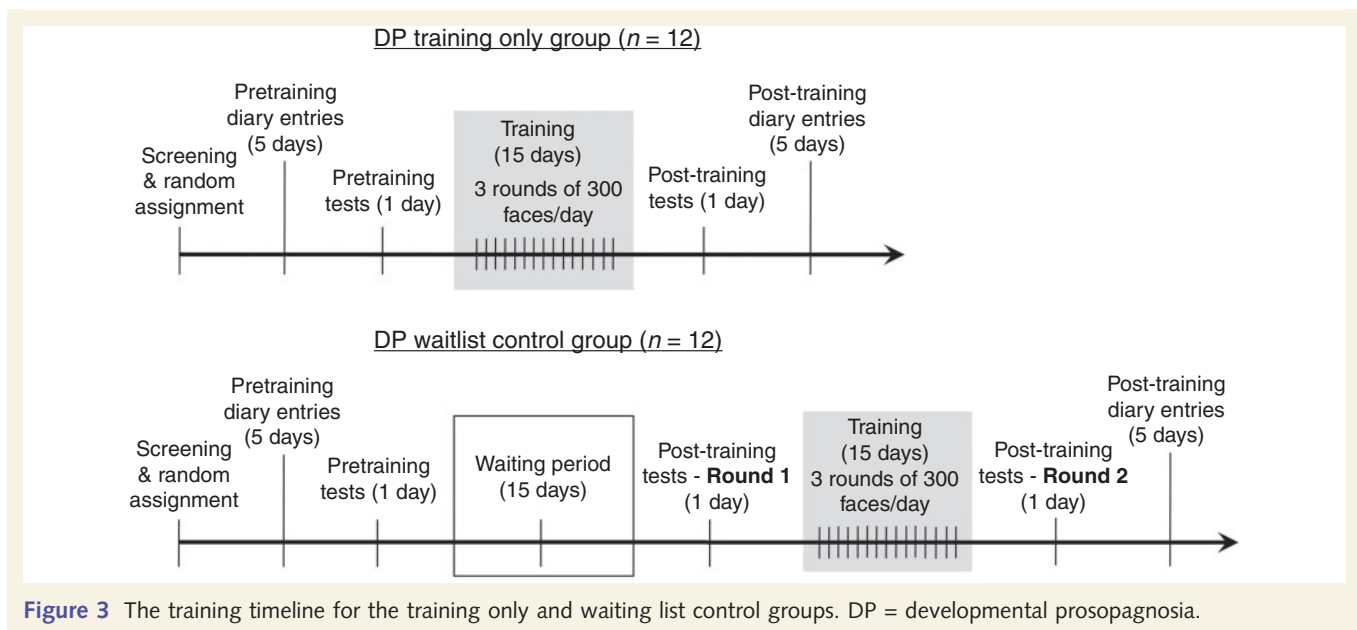 DP training only group (n = 12)
Screening
& random
assignment
Pretraining
diary entries
(5 days)
Pretraining
tests (1 day)
Training
(15 days)
3 rounds of 300
faces/day
Post-training
tests (1 day)
Post-training
diary entries
(5 days)
DP waitlist control group (n = 12)
Screening
& random
assignment
Pretraining
diary entries
(5 days)
Pretraining
tests (1 day)
Waiting period
(15 days)
Post-training
tests - Round 1
(1 day)
Training
(15 days)
3 rounds of 300
faces/day
Post-training
tests - Round 2
(1 day)
Post-training
diary entries
(5 days)
Figure 3 The training timeline for the training only and waiting list control groups. DP = developmental prosopagnosia.